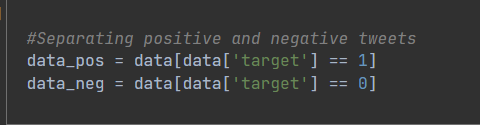 #Separating positive and negative tweets
data_pos = data[data['target'] == 1]
data_neg = data[data['target'] == 0]